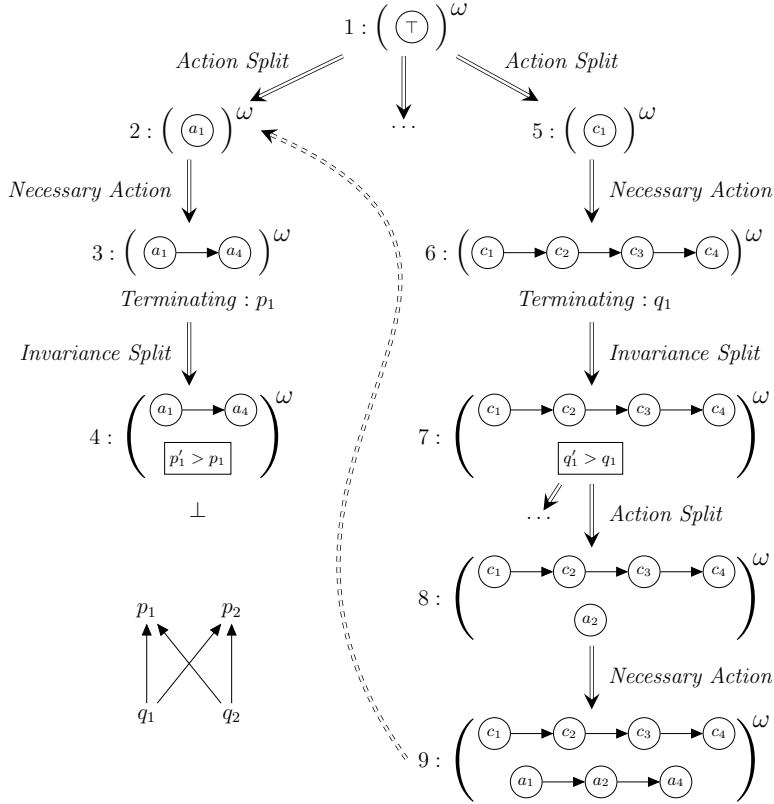 1 : ( ⊤ )^ω
Action Split Action Split
2 : ( a₁ )^ω ... 5 : ( c₁ )^ω
Necessary Action Necessary Action
3 : ( a₁ a₄ )^ω 6 : ( c₁ c₂ c₃ c₄ )^ω
Terminating : p₁ Terminating : q₁
Invariance Split Invariance Split
4 : ( a₁ a₄ )^ω 7 : ( c₁ c₂ c₃ c₄ )^ω
p′₁ > p₁ q′₁ > q₁
⊥ ... Action Split
8 : ( c₁ c₂ c₃ c₄ )^ω
a₂
p₁ p₂
Necessary Action
q₁ q₂
9 : ( c₁ c₂ c₃ c₄ )^ω
a₁ a₂ a₄